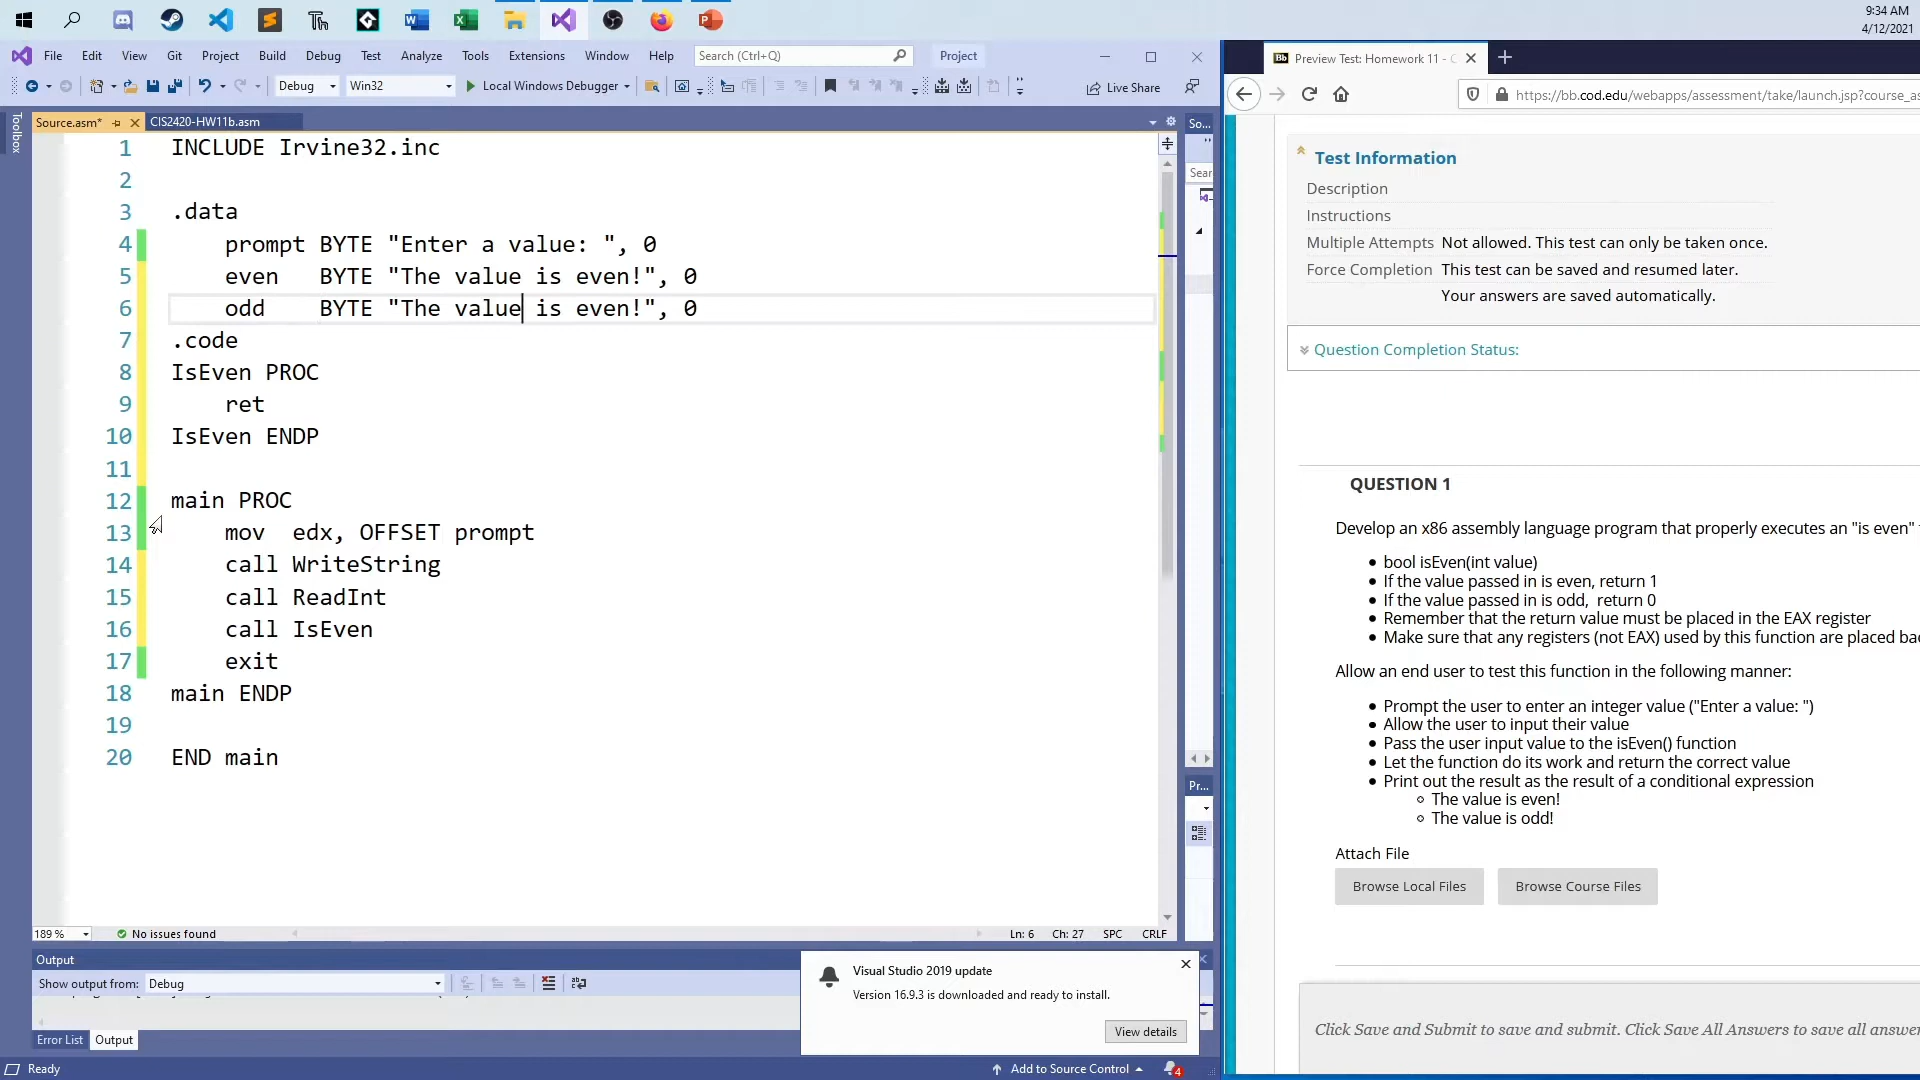 9:34 AM
4/12/2021
File Edit View Git Project Build Debug Test Analyze Tools Extensions Window Help Search (Ctrl+Q) Project
Debug Win32 Local Windows Debugger Live Share
Toolbox
Source.asm* CIS2420-HW11b.asm
So...
Sear
1 INCLUDE Irvine32.inc
2
3 .data
4 prompt BYTE "Enter a value: ", 0
5 even BYTE "The value is even!", 0
6 odd BYTE "The value is even!", 0
7 .code
8 IsEven PROC
9 ret
10 IsEven ENDP
11
12 main PROC
13 mov edx, OFFSET prompt
14 call WriteString
15 call ReadInt
16 call IsEven
17 exit
18 main ENDP
19
20 END main
Pr...
189 % No issues found Ln: 6 Ch: 27 SPC CRLF
Output
Show output from: Debug
Error List Output
Visual Studio 2019 update
Version 16.9.3 is downloaded and ready to install.
View details
Ready Add to Source Control 4
Bb Preview Test: Homework 11 - C
https://bb.cod.edu/webapps/assessment/take/launch.jsp?course_as
Test Information
Description
Instructions
Multiple Attempts Not allowed. This test can only be taken once.
Force Completion This test can be saved and resumed later.
Your answers are saved automatically.
Question Completion Status:
QUESTION 1
Develop an x86 assembly language program that properly executes an "is even"
• bool isEven(int value)
• If the value passed in is even, return 1
• If the value passed in is odd, return 0
• Remember that the return value must be placed in the EAX register
• Make sure that any registers (not EAX) used by this function are placed bac
Allow an end user to test this function in the following manner:
• Prompt the user to enter an integer value ("Enter a value: ")
• Allow the user to input their value
• Pass the user input value to the isEven() function
• Let the function do its work and return the correct value
• Print out the result as the result of a conditional expression
○ The value is even!
○ The value is odd!
Attach File
Browse Local Files Browse Course Files
Click Save and Submit to save and submit. Click Save All Answers to save all answer